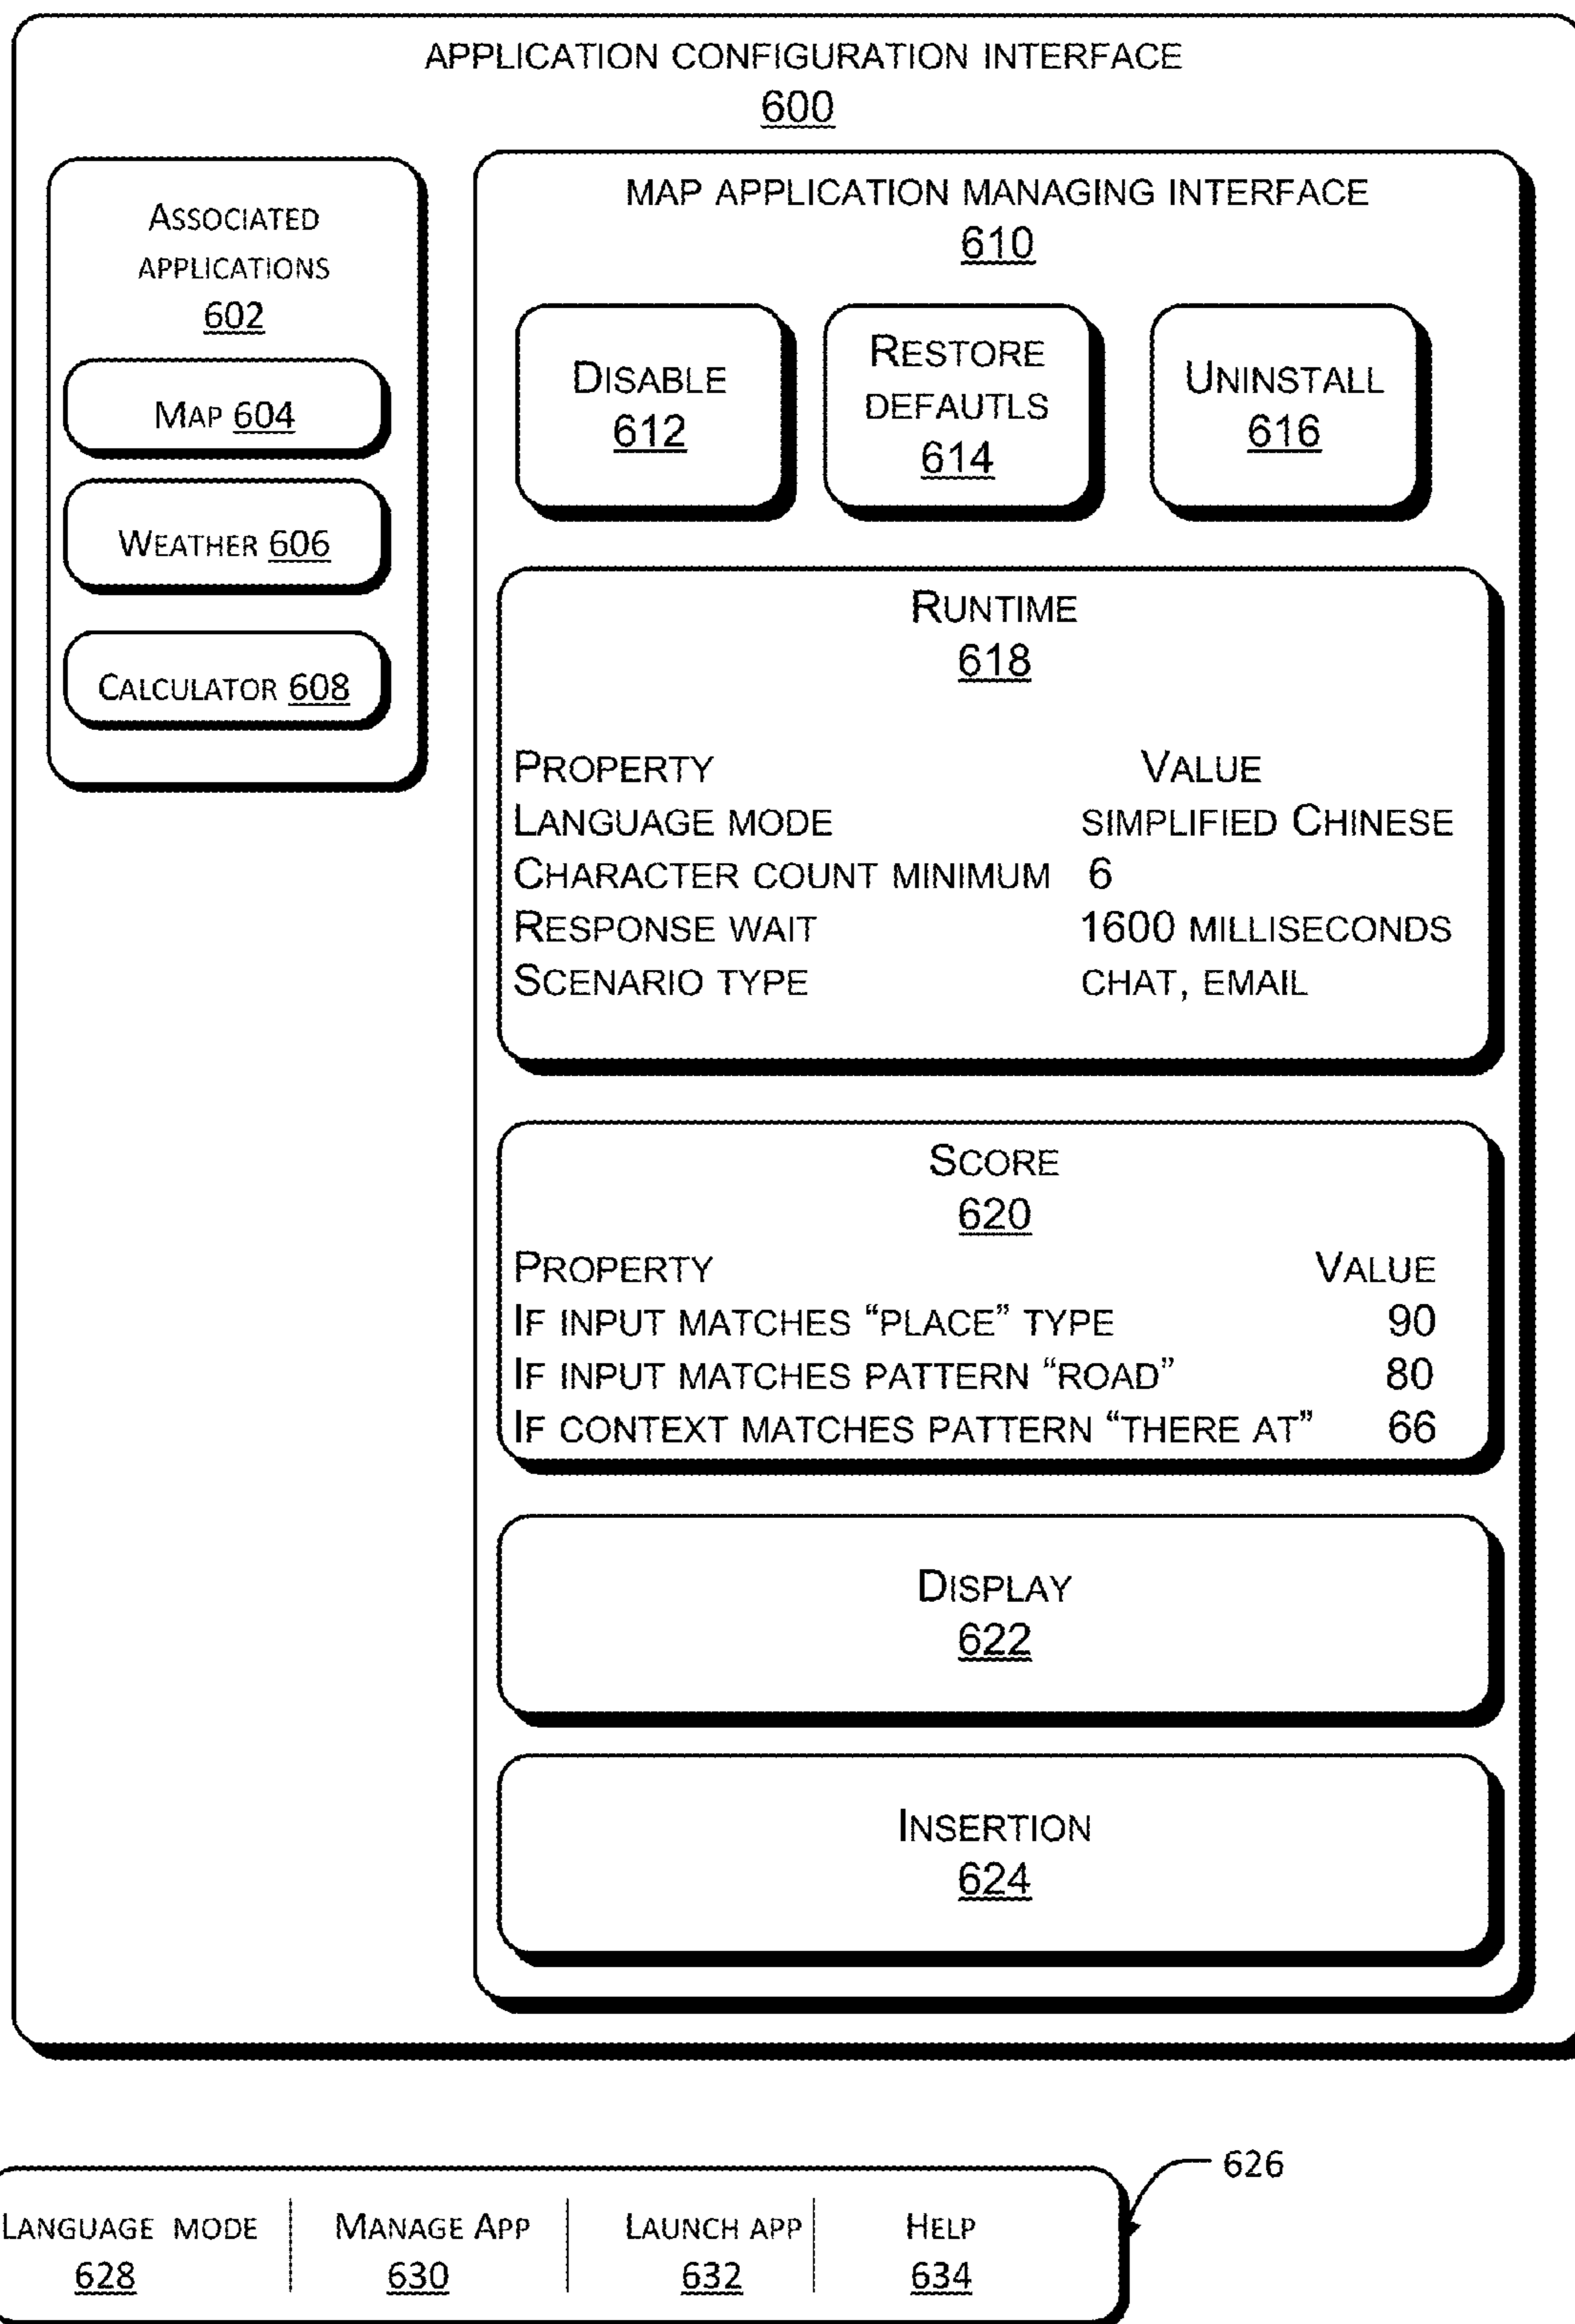 APPLICATION CONFIGURATION INTERFACE
600
ASSOCIATED
APPLICATIONS
602
MAP 604
WEATHER 606
CALCULATOR 608
MAP APPLICATION MANAGING INTERFACE
610
DISABLE
612
RESTORE
DEFAUTLS
614
UNINSTALL
616
RUNTIME
618
PROPERTY VALUE
LANGUAGE MODE SIMPLIFIED CHINESE
CHARACTER COUNT MINIMUM 6
RESPONSE WAIT 1600 MILLISECONDS
SCENARIO TYPE CHAT, EMAIL
SCORE
620
PROPERTY VALUE
IF INPUT MATCHES “PLACE” TYPE 90
IF INPUT MATCHES PATTERN “ROAD” 80
IF CONTEXT MATCHES PATTERN “THERE AT” 66
DISPLAY
622
INSERTION
624
626
LANGUAGE MODE
628
MANAGE APP
630
LAUNCH APP
632
HELP
634